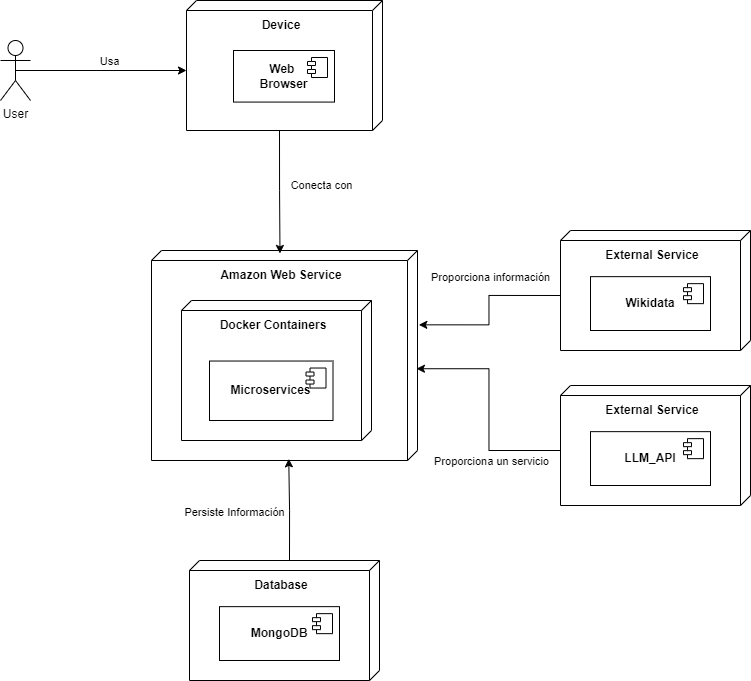 Device
Web
Browser
Usa
User
Conecta con
Amazon Web Service
Docker Containers
Microservices
External Service
Wikidata
Proporciona información
External Service
LLM_API
Proporciona un servicio
Persiste Información
Database
MongoDB